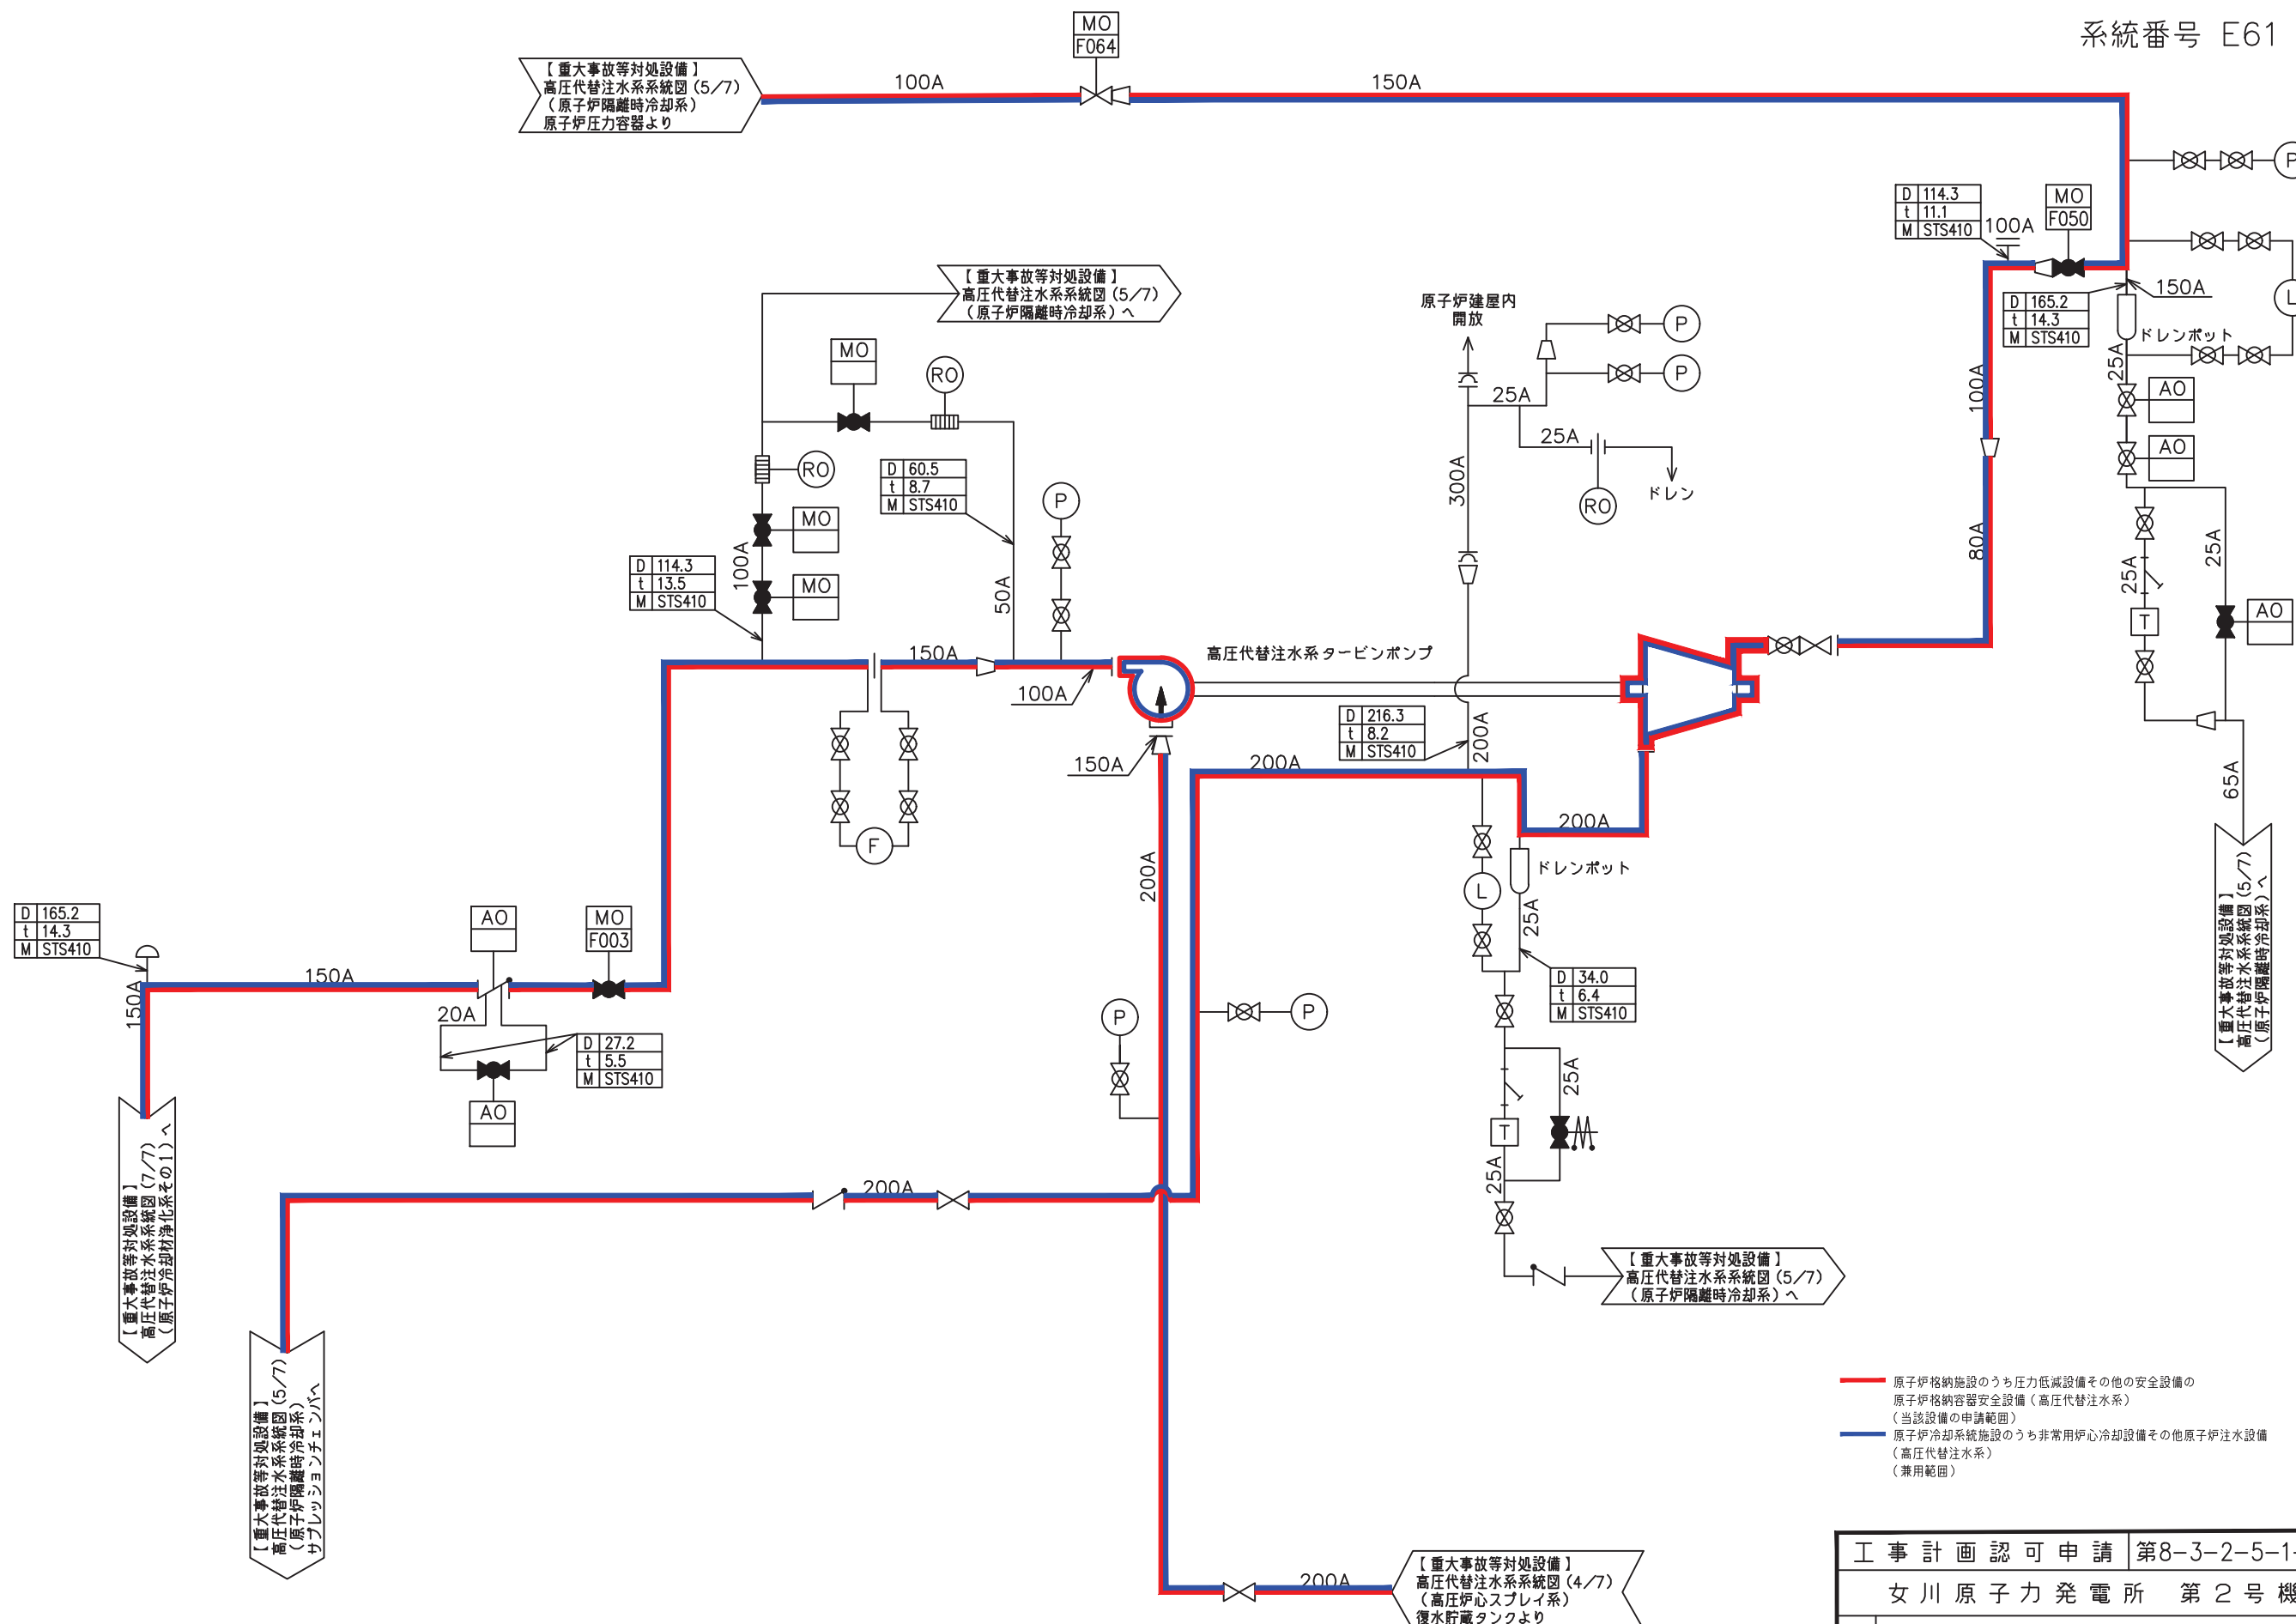 系統番号 E61
MO
F064
【 重大事故等対処設備 】
高圧代替注水系系統図 (5/7)
( 原子炉隔離時冷却系 )
原子炉圧力容器より
100A
150A
P
D 114.3
t 11.1
M STS410
100A
MO
F050
【 重大事故等対処設備 】
高圧代替注水系系統図 (5/7)
( 原子炉隔離時冷却系 ) へ
原子炉建屋内
開放
P
P
D 165.2
t 14.3
M STS410
150A
L
ドレンポット
25A
MO
RO
25A
25A
RO
ドレン
300A
100A
AO
AO
RO
D 60.5
t 8.7
M STS410
P
MO
MO
100A
50A
D 114.3
t 13.5
M STS410
80A
25A
25A
T
AO
65A
150A
100A
高圧代替注水系タービンポンプ
D 216.3
t 8.2
M STS410
200A
150A
200A
200A
F
ドレンポット
L
25A
200A
D 165.2
t 14.3
M STS410
AO
MO
F003
150A
150A
20A
D 27.2
t 5.5
M STS410
AO
P
P
D 34.0
t 6.4
M STS410
25A
T
25A
【 重大事故等対処設備 】
高圧代替注水系系統図 (5/7)
( 原子炉隔離時冷却系 ) へ
【 重大事故等対処設備 】
高圧代替注水系系統図 (7/7)
( 原子炉冷却材浄化系その1 ) へ
200A
【 重大事故等対処設備 】
高圧代替注水系系統図 (5/7)
( 原子炉隔離時冷却系 ) へ
【 重大事故等対処設備 】
高圧代替注水系系統図 (5/7)
( 原子炉隔離時冷却系 )
サプレッションチェンバへ
原子炉格納施設のうち圧力低減設備その他の安全設備の
原子炉格納容器安全設備 ( 高圧代替注水系 )
( 当該設備の申請範囲 )
原子炉冷却系統施設のうち非常用炉心冷却設備その他原子炉注水設備
( 高圧代替注水系 )
( 兼用範囲 )
200A
【 重大事故等対処設備 】
高圧代替注水系系統図 (4/7)
( 高圧炉心スプレイ系 )
復水貯蔵タンクより
工事計画認可申請 第8-3-2-5-1-
女川原子力発電所 第2号機